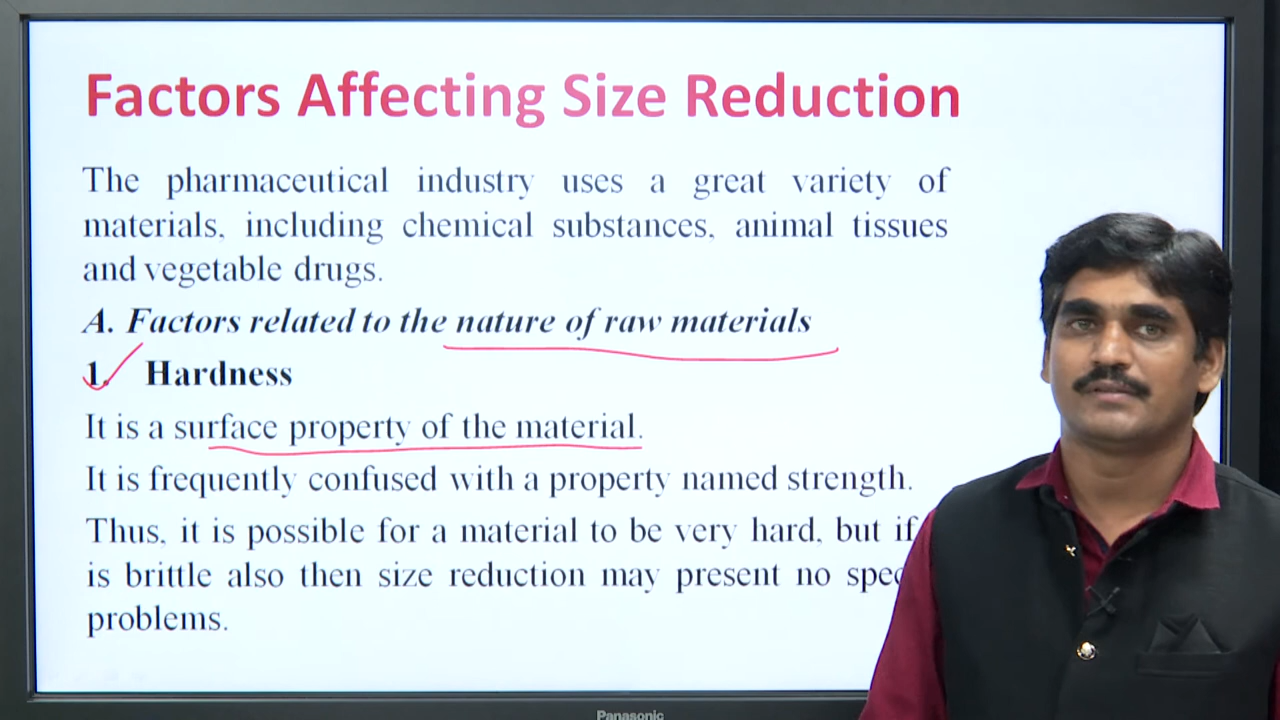 Factors Affecting Size Reduction
The pharmaceutical industry uses a great variety of
materials, including chemical substances, animal tissues
and vegetable drugs.
A. Factors related to the nature of raw materials
1. Hardness
It is a surface property of the material.
It is frequently confused with a property named strength.
Thus, it is possible for a material to be very hard, but if
is brittle also then size reduction may present no
problems.
Panasonic